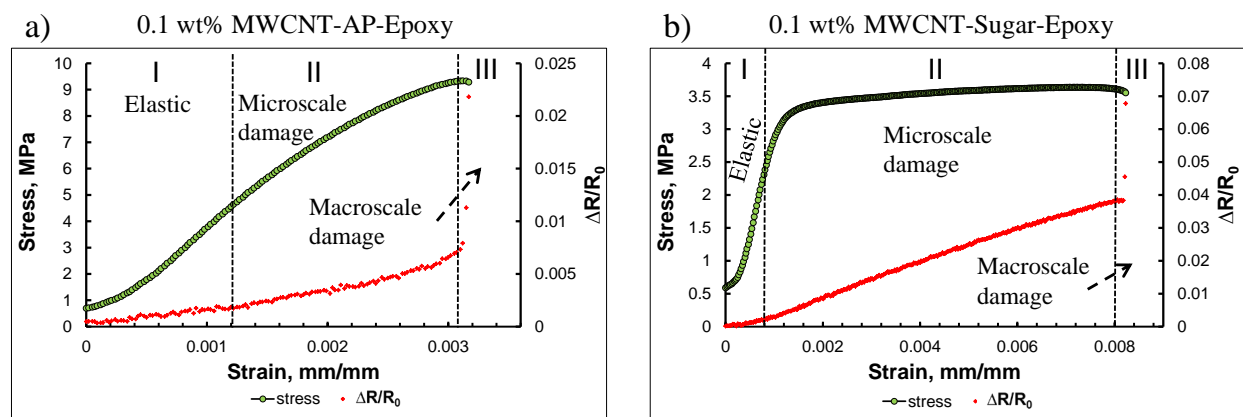 a) 0.1 wt% MWCNT-AP-Epoxy
I II III
Elastic
Microscale
damage
Macroscale
damage
Stress, MPa
10
9
8
7
6
5
4
3
2
1
0
ΔR/R0
0.025
0.02
0.015
0.01
0.005
0
0 0.001 0.002 0.003
Strain, mm/mm
stress ΔR/R0
b) 0.1 wt% MWCNT-Sugar-Epoxy
I II III
Elastic
Microscale
damage
Macroscale
damage
Stress, MPa
4
3.5
3
2.5
2
1.5
1
0.5
0
ΔR/R0
0.08
0.07
0.06
0.05
0.04
0.03
0.02
0.01
0
0 0.002 0.004 0.006 0.008
Strain, mm/mm
stress ΔR/R0